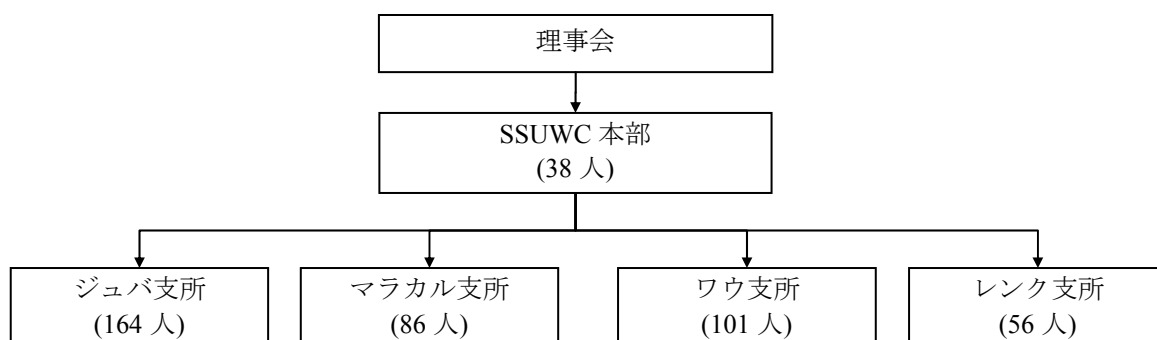 理事会
SSUWC 本部
(38 人)
ジュバ支所
(164 人)
マラカル支所
(86 人)
ワウ支所
(101 人)
レンク支所
(56 人)